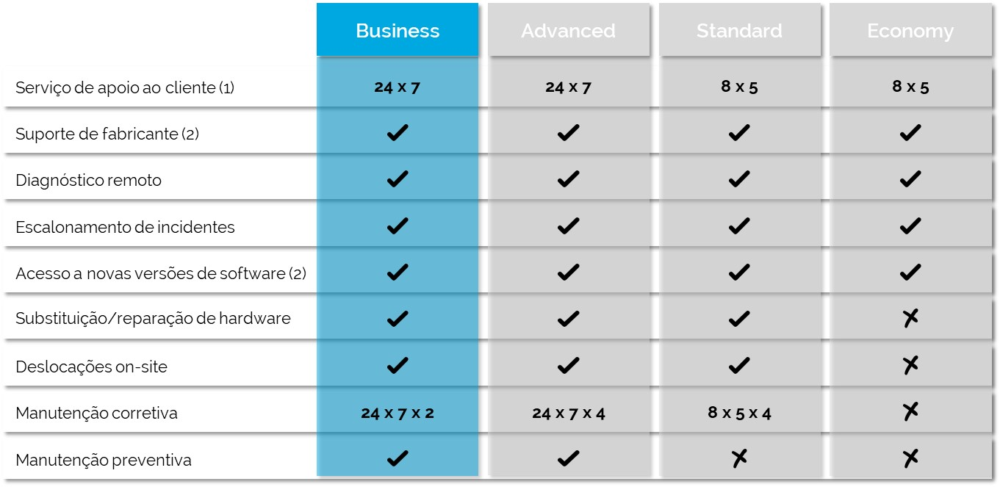 Business Advanced Standard Economy
Serviço de apoio ao cliente (1) 24 x 7 24 x 7 8 x 5 8 x 5
Suporte de fabricante (2) ✔ ✔ ✔ ✔
Diagnóstico remoto ✔ ✔ ✔ ✔
Escalonamento de incidentes ✔ ✔ ✔ ✔
Acesso a novas versões de software (2) ✔ ✔ ✔ ✔
Substituição/reparação de hardware ✔ ✔ ✔ ✗
Deslocações on-site ✔ ✔ ✔ ✗
Manutenção corretiva 24 x 7 x 2 24 x 7 x 4 8 x 5 x 4 ✗
Manutenção preventiva ✔ ✔ ✗ ✗